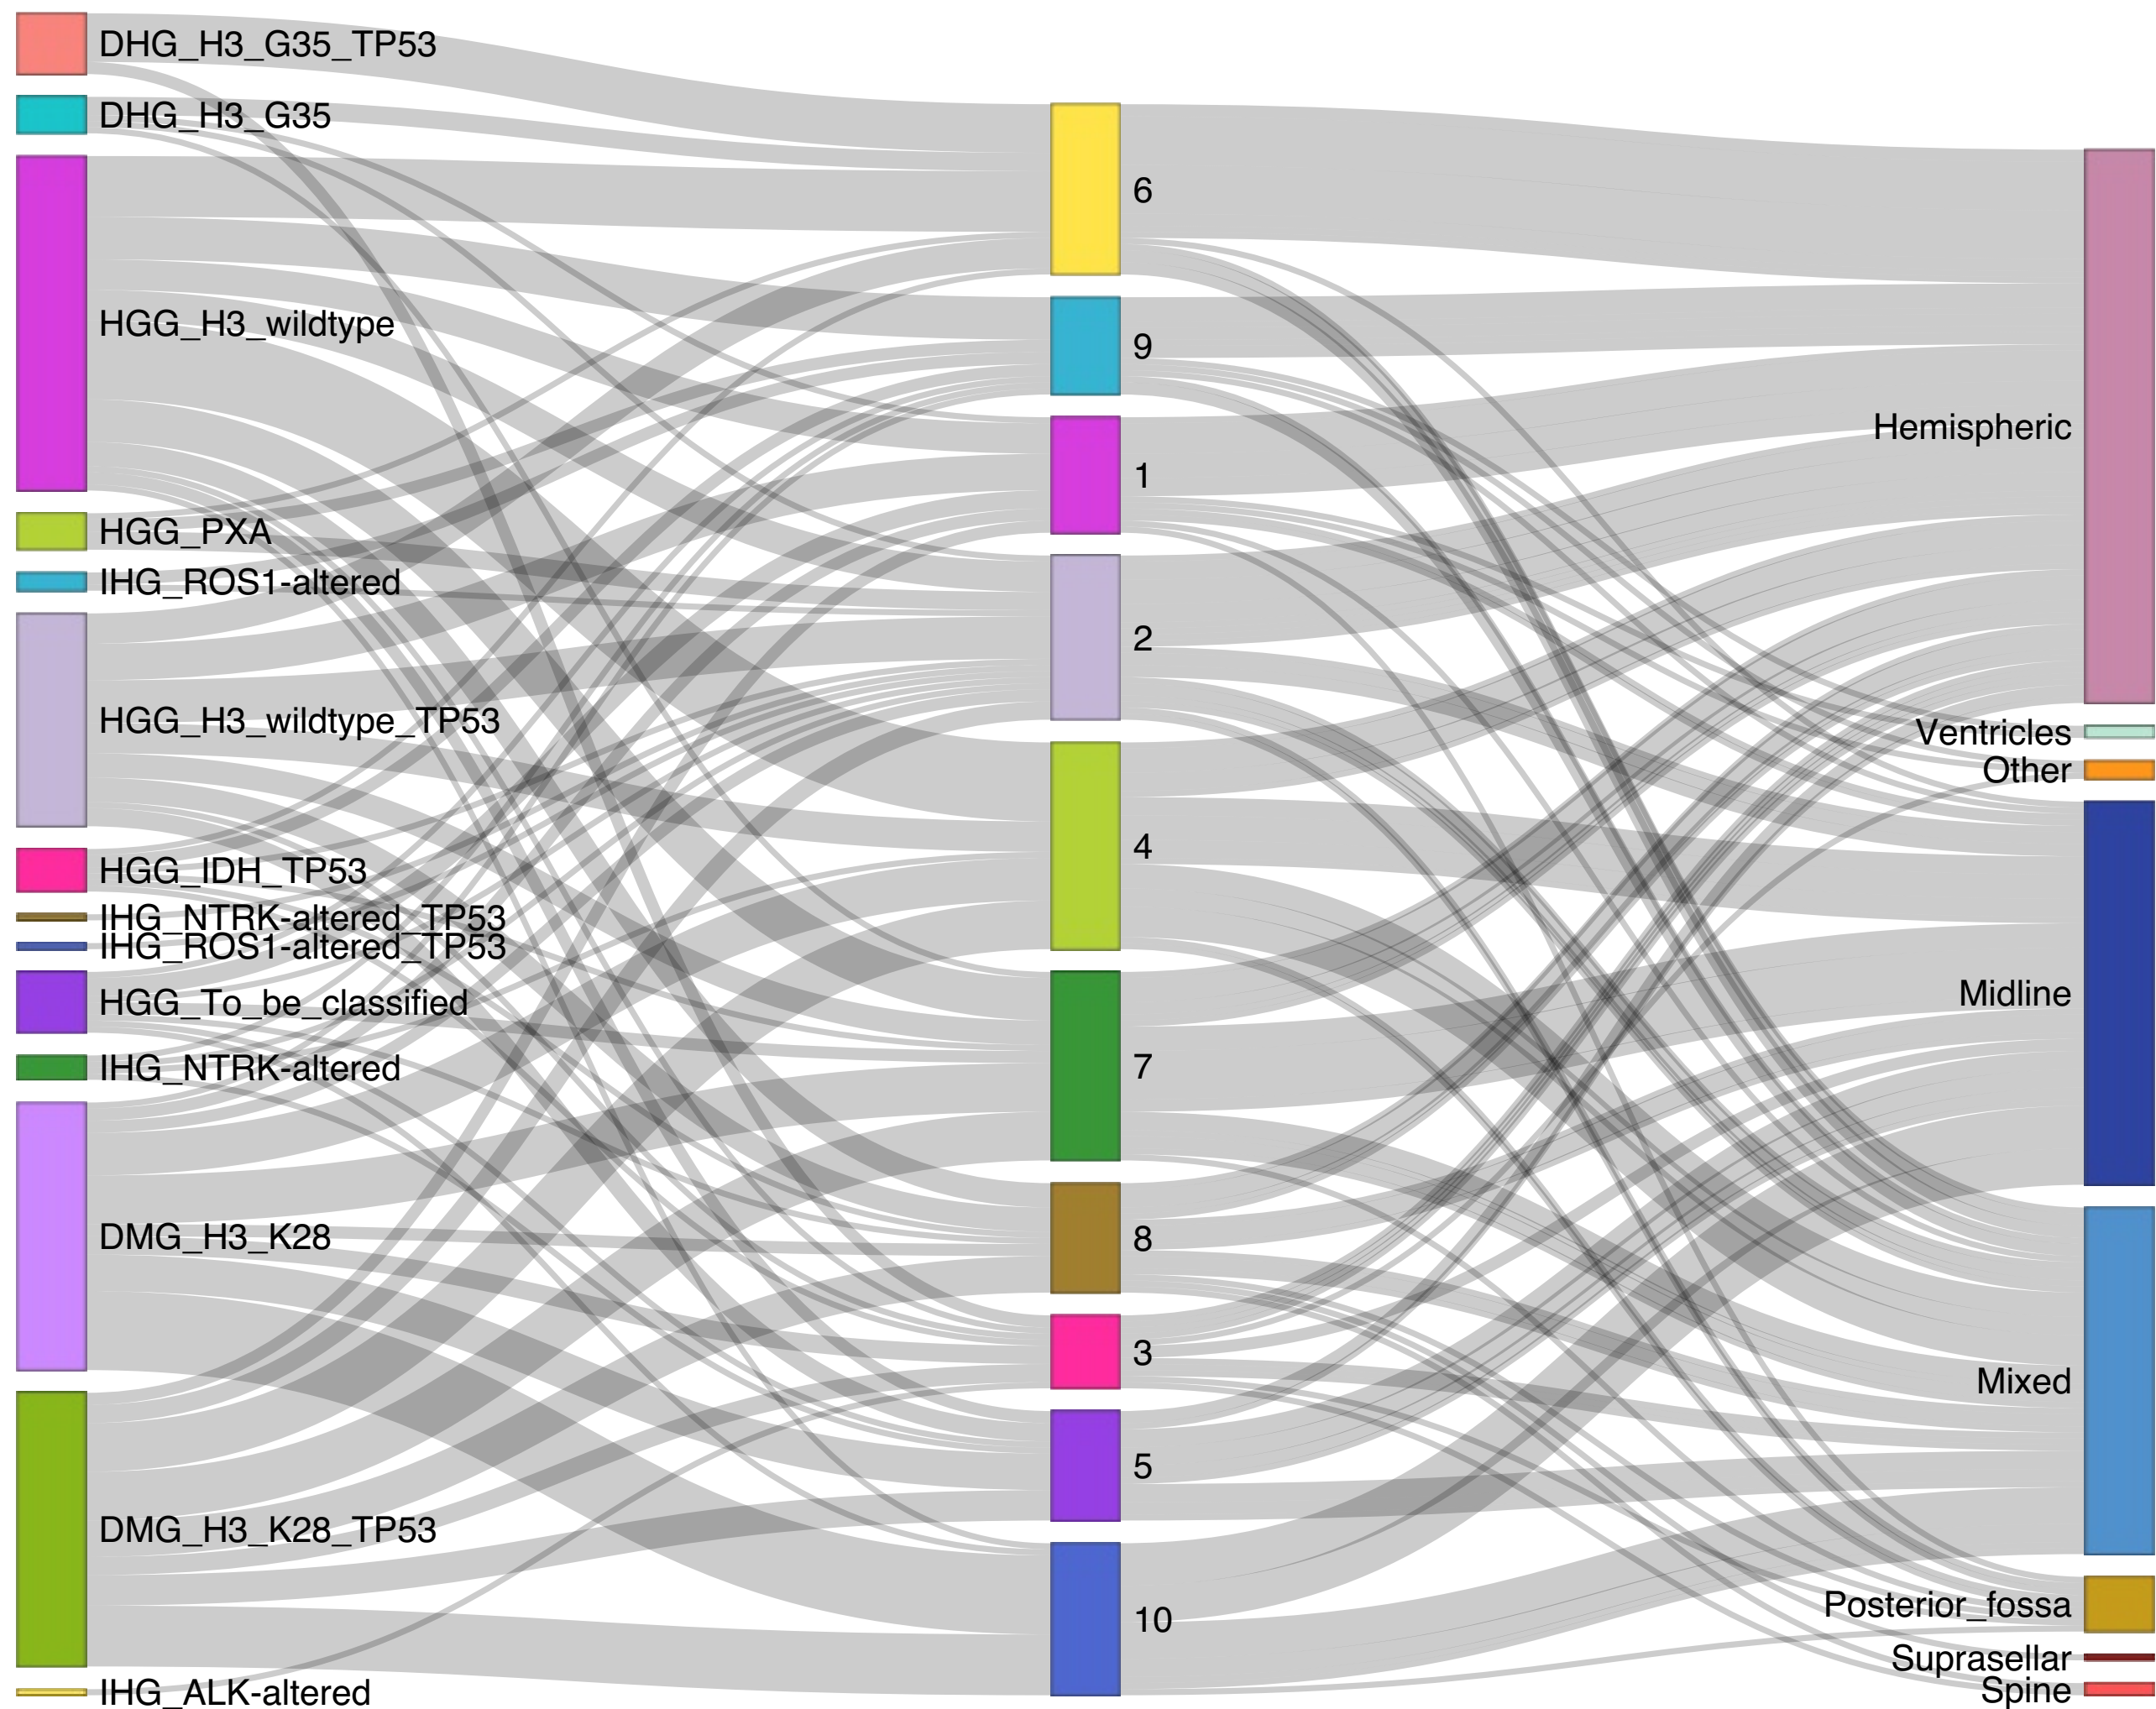 DHG_H3_G35_TP53
DHG_H3_G35
HGG_H3_wildtype
HGG_PXA
IHG_ROS1-altered
HGG_H3_wildtype_TP53
HGG_IDH_TP53
IHG_NTRK-altered_TP53
IHG_ROS1-altered_TP53
HGG_To_be_classified
IHG_NTRK-altered
DMG_H3_K28
DMG_H3_K28_TP53
IHG_ALK-altered
6
9
1
2
4
7
8
3
5
10
Hemispheric
Ventricles
Other
Midline
Mixed
Posterior_fossa
Suprasellar
Spine